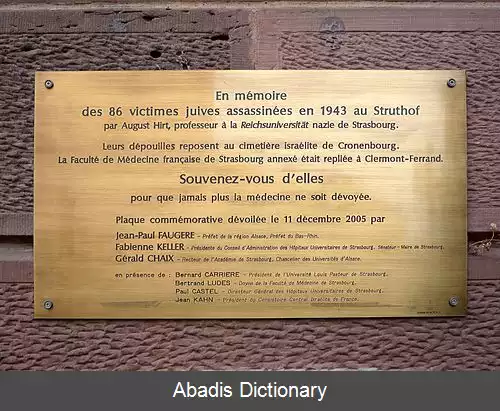 En mémoire
des 86 victimes juives assassinées en 1943 au Struthof
par August Hirt, professeur à la Reichsuniversität nazie de Strasbourg.
Leurs dépouilles reposent au cimetière israélite de Cronenbourg.
La Faculté de Médecine française de Strasbourg annexé était repliée à Clermont-Ferrand.
Souvenez-vous d'elles
pour que jamais plus la médecine ne soit dévoyée.
Plaque commémorative dévoilée le 11 décembre 2005 par
Jean-Paul FAUGERE - Préfet de la région Alsace, Préfet du Bas-Rhin.
Fabienne KELLER - Présidente du Conseil d'Administration des Hôpitaux Universitaires de Strasbourg, Sénateur - Maire de Strasbourg.
Gérald CHAIX - Recteur de l'Académie de Strasbourg, Chancelier des Universités d'Alsace.
en présence de : Bernard CARRIERE - Président de l'Université Louis Pasteur de Strasbourg.
Bertrand LUDES - Doyen de la Faculté de Médecine de Strasbourg.
Paul CASTEL - Directeur Général des Hôpitaux Universitaires de Strasbourg.
Jean KAHN - Président du Consistoire Central Israélite de France.
Abadis Dictionary